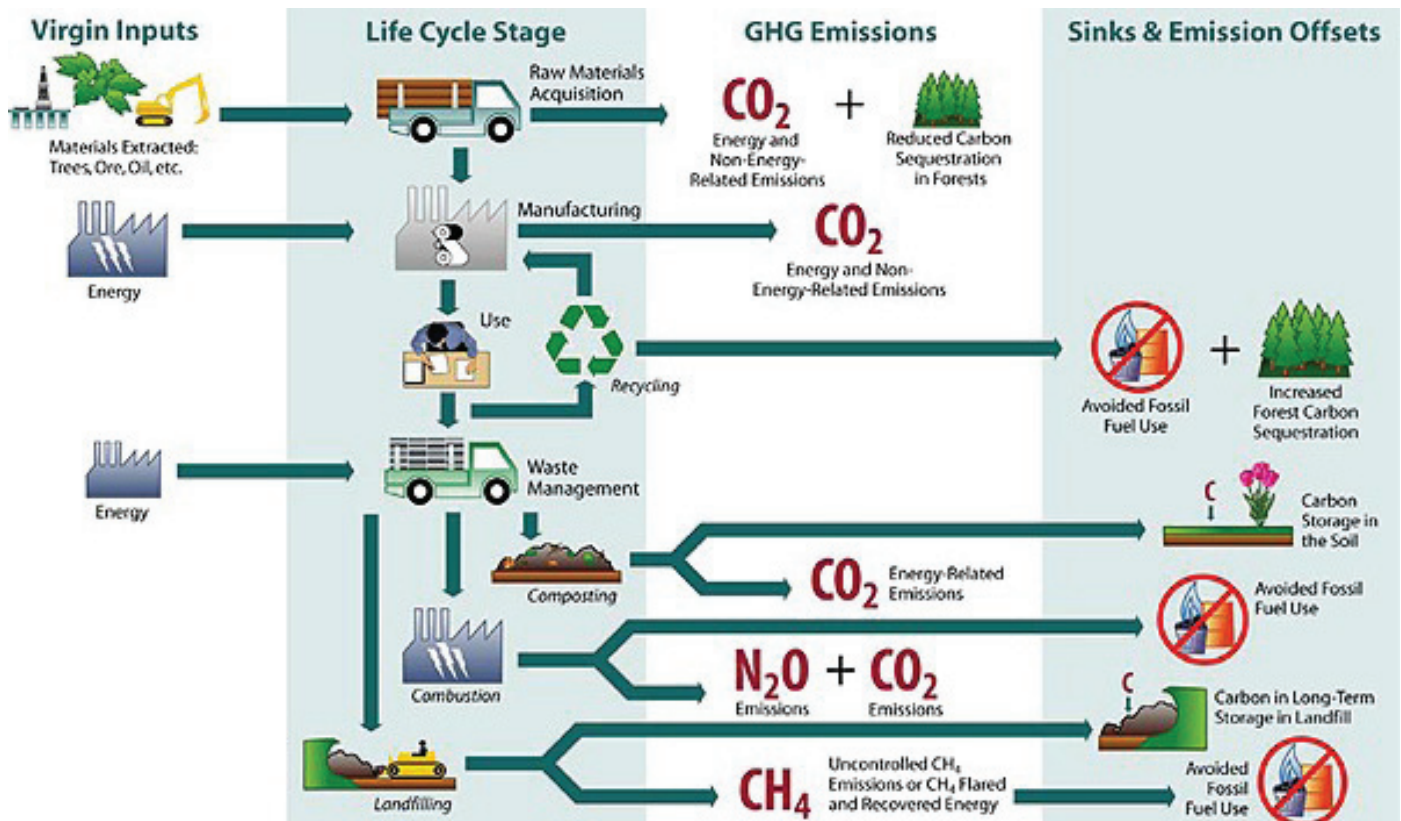 Virgin Inputs
Life Cycle Stage
GHG Emissions
Sinks & Emission Offsets
Materials Extracted:
Trees, Ore, Oil, etc.
Raw Materials
Acquisition
CO₂
Energy and
Non-Energy-
Related Emissions
+
Reduced Carbon
Sequestration
in Forests
Energy
Manufacturing
CO₂
Energy and Non-
Energy-Related Emissions
Use
Recycling
Avoided Fossil
Fuel Use
+
Increased
Forest Carbon
Sequestration
Energy
Waste
Management
Composting
C
Carbon
Storage in
the Soil
CO₂
Energy-Related
Emissions
Combustion
Avoided Fossil
Fuel Use
N₂O
Emissions
+
CO₂
Emissions
Landfilling
C
Carbon in Long-Term
Storage in Landfill
CH₄
Uncontrolled CH₄
Emissions or CH₄ Flared
and Recovered Energy
Avoided
Fossil
Fuel Use